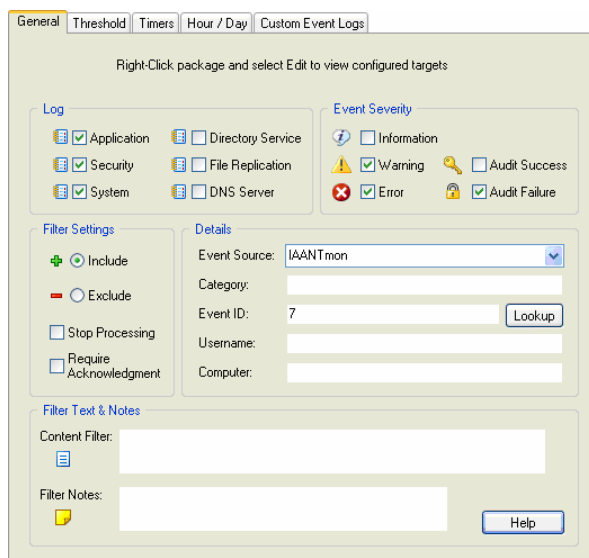 General Threshold Timers Hour / Day Custom Event Logs
Right-Click package and select Edit to view configured targets
Log
Application Directory Service
Security File Replication
System DNS Server
Event Severity
Information
Warning Audit Success
Error Audit Failure
Filter Settings
Include
Exclude
Stop Processing
Require
Acknowledgment
Details
Event Source: IAANTmon
Category:
Event ID: 7 Lookup
Username:
Computer:
Filter Text & Notes
Content Filter:
Filter Notes:
Help